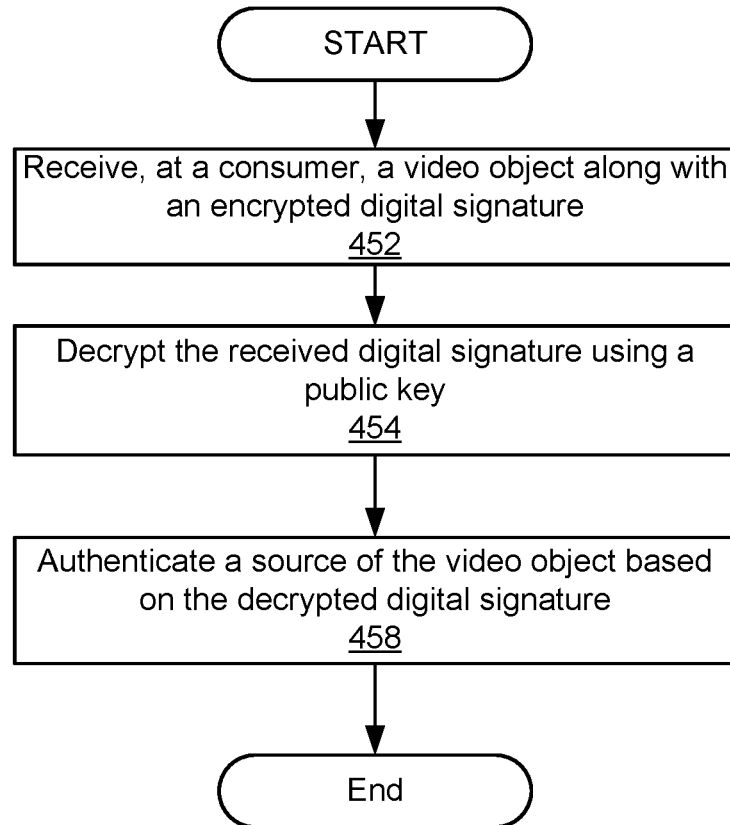 START
Receive, at a consumer, a video object along with
an encrypted digital signature
452
Decrypt the received digital signature using a
public key
454
Authenticate a source of the video object based
on the decrypted digital signature
458
End